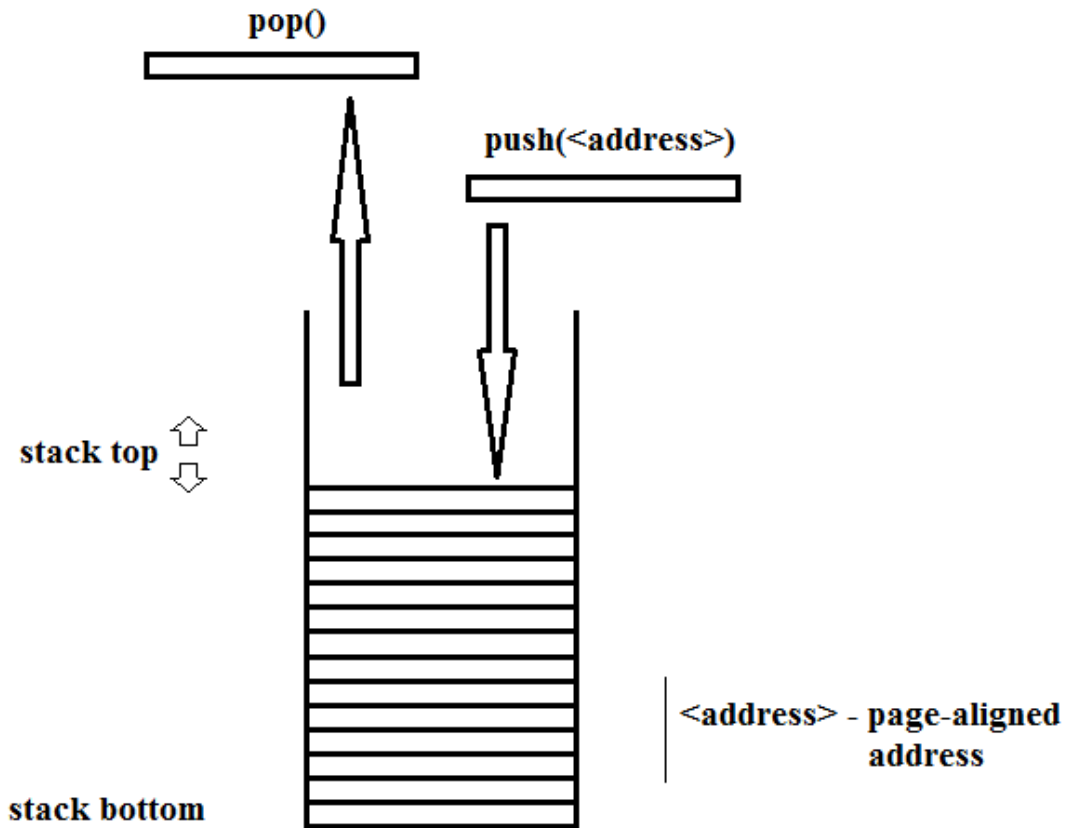 pop()
push(<address>)
stack top
<address> - page-aligned
address
stack bottom